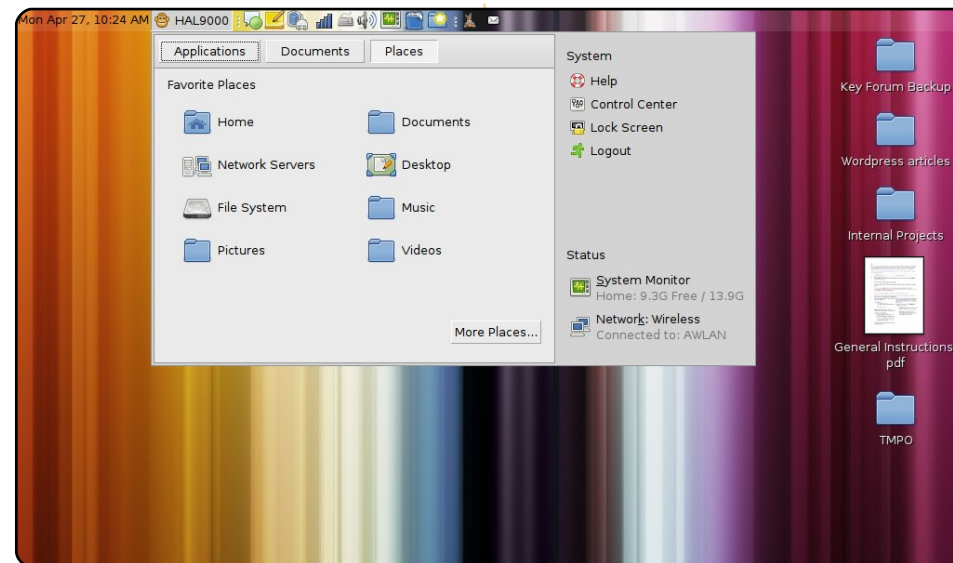 Mon Apr 27, 10:24 AM HAL9000
Applications Documents Places
Favorite Places
Home Documents
Network Servers Desktop
File System Music
Pictures Videos
More Places...
System
Help
Control Center
Lock Screen
Logout
Status
System Monitor
Home: 9.3G Free / 13.9G
Network: Wireless
Connected to: AWLAN
Key Forum Backup
Wordpress articles
Internal Projects
General Instructions
pdf
TMPO